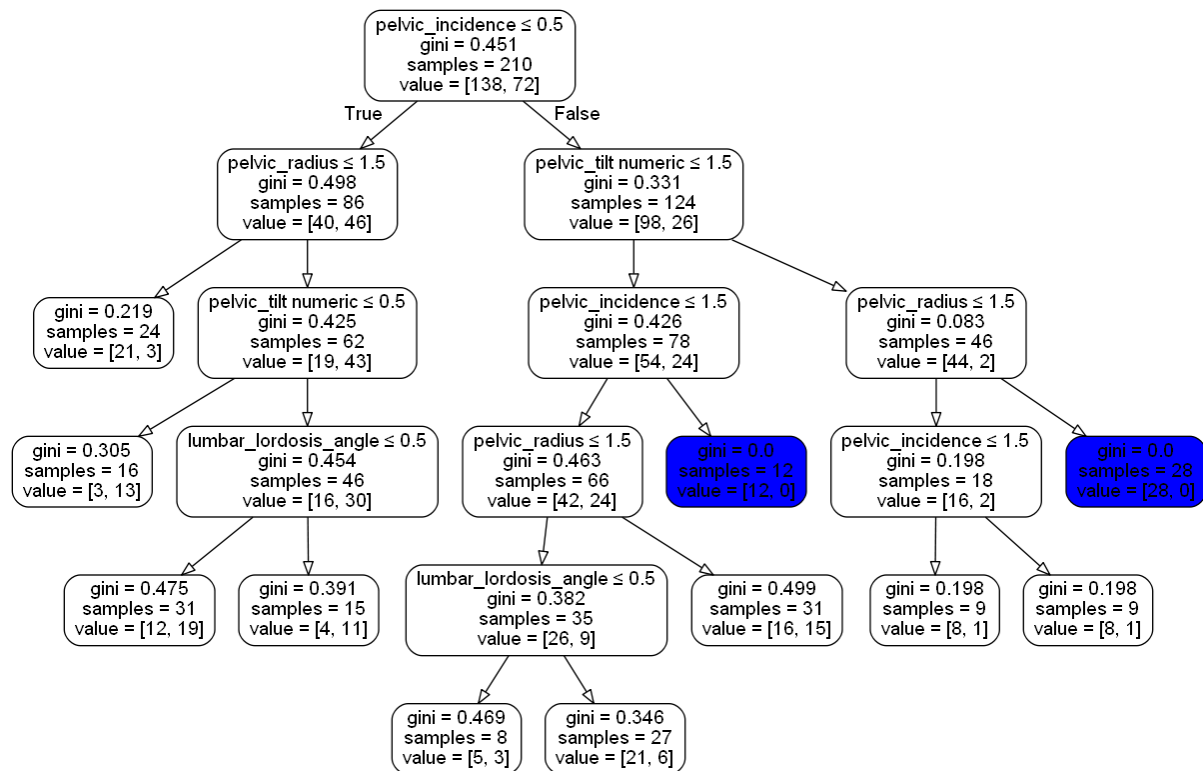 pelvic_incidence ≤ 0.5
gini = 0.451
samples = 210
value = [138, 72]
True
False
pelvic_radius ≤ 1.5
gini = 0.498
samples = 86
value = [40, 46]
pelvic_tilt numeric ≤ 1.5
gini = 0.331
samples = 124
value = [98, 26]
gini = 0.219
samples = 24
value = [21, 3]
pelvic_tilt numeric ≤ 0.5
gini = 0.425
samples = 62
value = [19, 43]
pelvic_incidence ≤ 1.5
gini = 0.426
samples = 78
value = [54, 24]
pelvic_radius ≤ 1.5
gini = 0.083
samples = 46
value = [44, 2]
gini = 0.305
samples = 16
value = [3, 13]
lumbar_lordosis_angle ≤ 0.5
gini = 0.454
samples = 46
value = [16, 30]
pelvic_radius ≤ 1.5
gini = 0.463
samples = 66
value = [42, 24]
gini = 0.0
samples = 12
value = [12, 0]
pelvic_incidence ≤ 1.5
gini = 0.198
samples = 18
value = [16, 2]
gini = 0.0
samples = 28
value = [28, 0]
gini = 0.475
samples = 31
value = [12, 19]
gini = 0.391
samples = 15
value = [4, 11]
lumbar_lordosis_angle ≤ 0.5
gini = 0.382
samples = 35
value = [26, 9]
gini = 0.499
samples = 31
value = [16, 15]
gini = 0.198
samples = 9
value = [8, 1]
gini = 0.198
samples = 9
value = [8, 1]
gini = 0.469
samples = 8
value = [5, 3]
gini = 0.346
samples = 27
value = [21, 6]